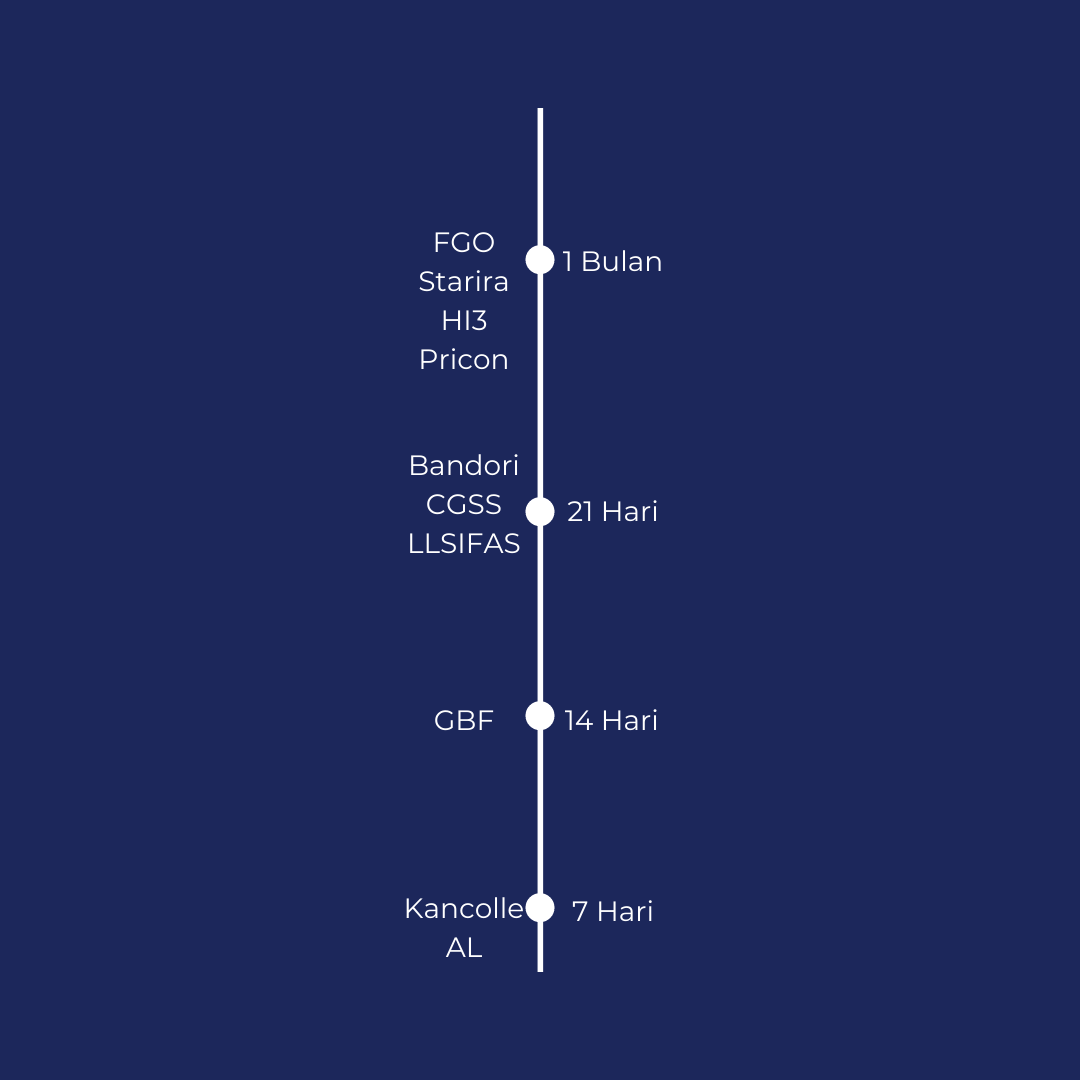 FGO
Starira
HI3
Pricon
1 Bulan
Bandori
CGSS
LLSIFAS
21 Hari
GBF
14 Hari
Kancolle
AL
7 Hari